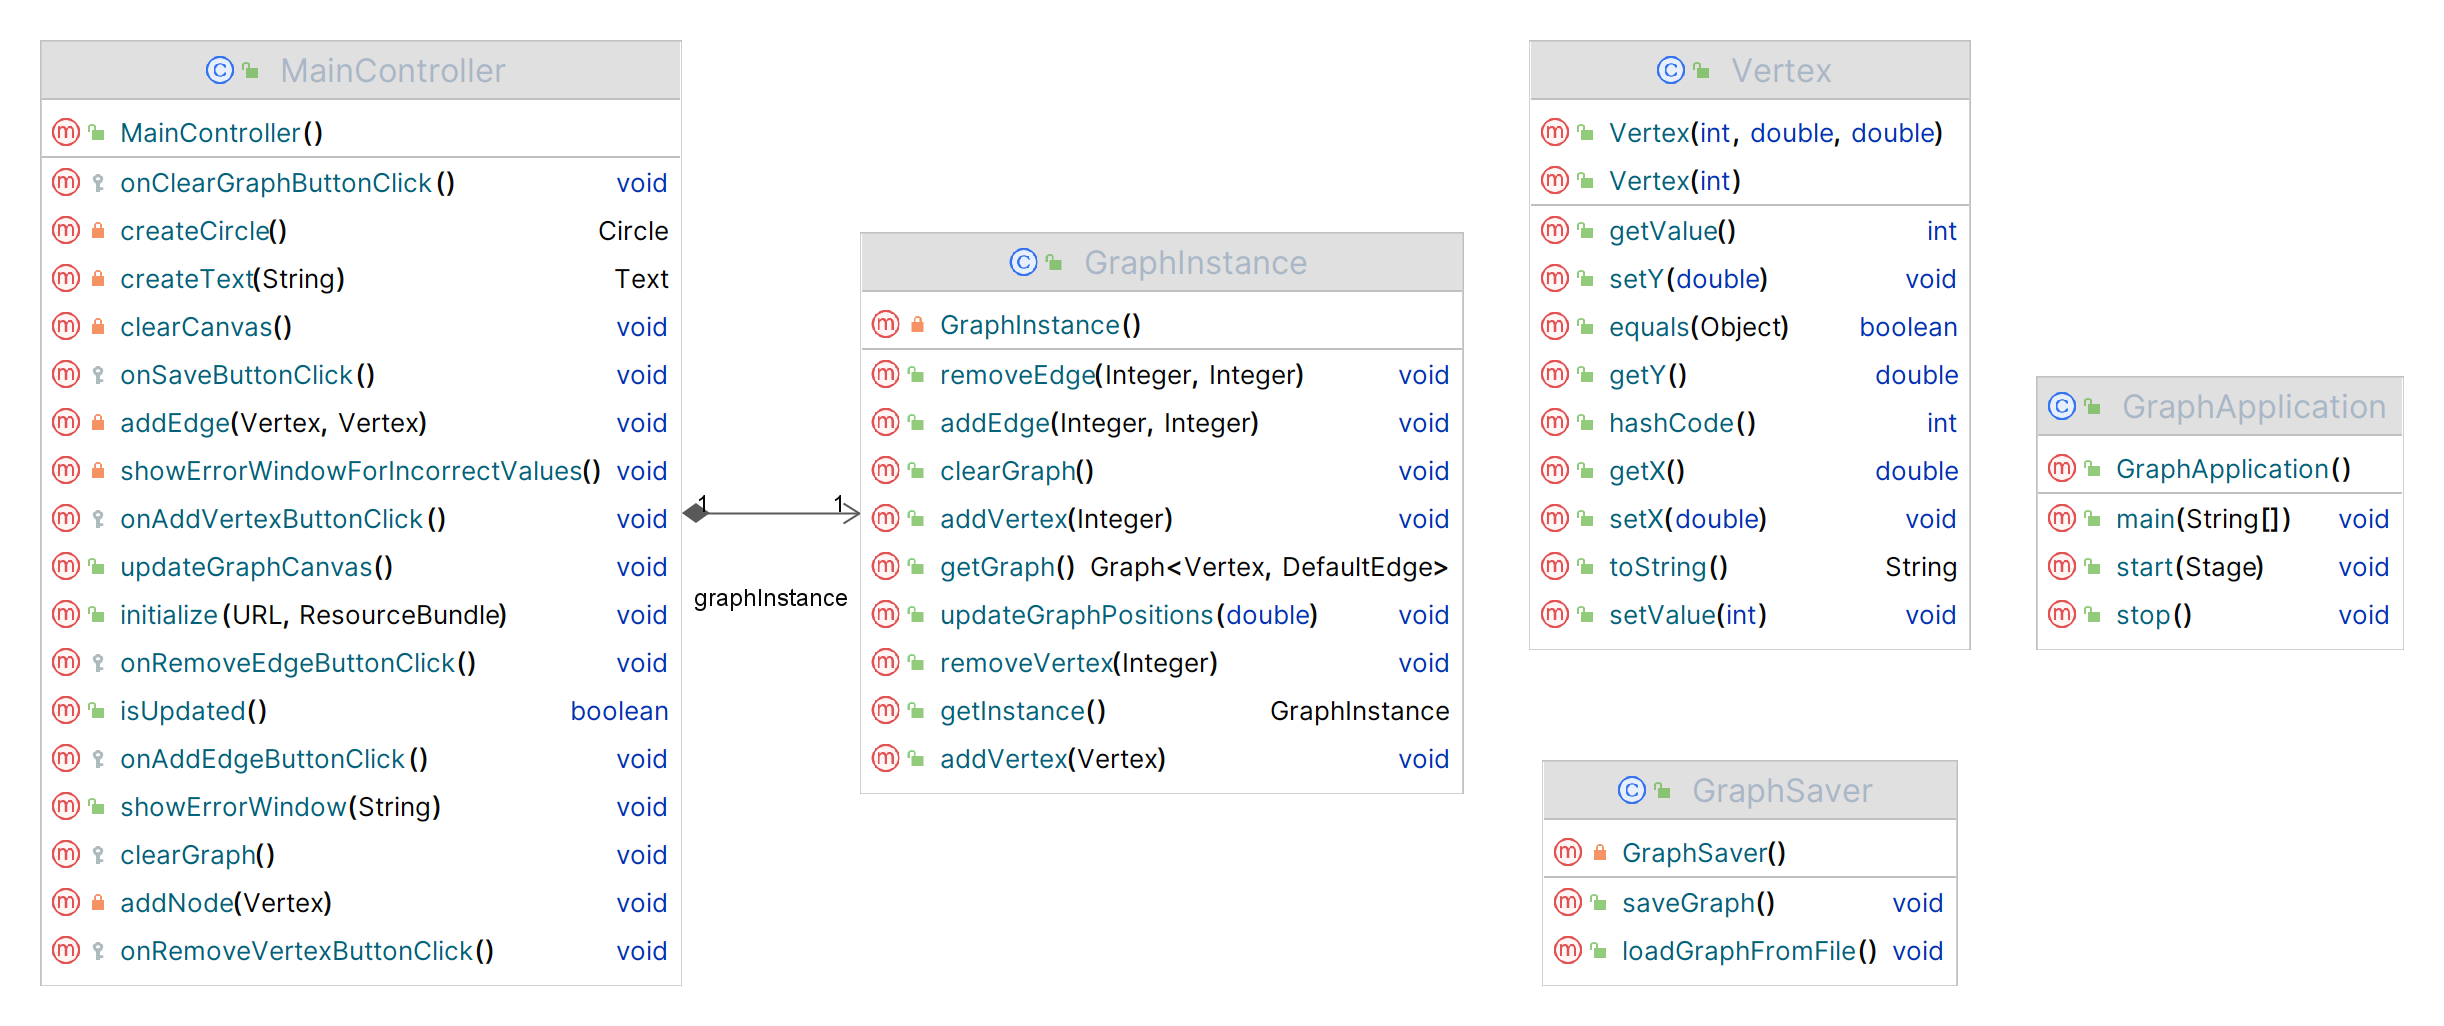 MainController
MainController()
onClearGraphButtonClick() void
createCircle() Circle
createText(String) Text
clearCanvas() void
onSaveButtonClick() void
addEdge(Vertex, Vertex) void
showErrorWindowForIncorrectValues() void
onAddVertexButtonClick() void
updateGraphCanvas() void
initialize(URL, ResourceBundle) void
onRemoveEdgeButtonClick() void
isUpdated() boolean
onAddEdgeButtonClick() void
showErrorWindow(String) void
clearGraph() void
addNode(Vertex) void
onRemoveVertexButtonClick() void
1 1
graphInstance
GraphInstance
GraphInstance()
removeEdge(Integer, Integer) void
addEdge(Integer, Integer) void
clearGraph() void
addVertex(Integer) void
getGraph() Graph<Vertex, DefaultEdge>
updateGraphPositions(double) void
removeVertex(Integer) void
getInstance() GraphInstance
addVertex(Vertex) void
Vertex
Vertex(int, double, double)
Vertex(int)
getValue() int
setY(double) void
equals(Object) boolean
getY() double
hashCode() int
getX() double
setX(double) void
toString() String
setValue(int) void
GraphSaver
GraphSaver()
saveGraph() void
loadGraphFromFile() void
GraphApplication
GraphApplication()
main(String[]) void
start(Stage) void
stop() void